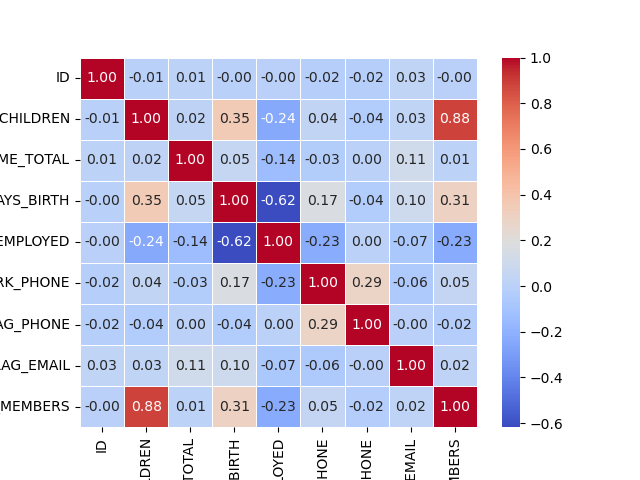 ID 1.00 -0.01 0.01 -0.00 -0.00 -0.02 -0.02 0.03 -0.00
CHILDREN -0.01 1.00 0.02 0.35 -0.24 0.04 -0.04 0.03 0.88
ME_TOTAL 0.01 0.02 1.00 0.05 -0.14 -0.03 0.00 0.11 0.01
AYS_BIRTH -0.00 0.35 0.05 1.00 -0.62 0.17 -0.04 0.10 0.31
EMPLOYED -0.00 -0.24 -0.14 -0.62 1.00 -0.23 0.00 -0.07 -0.23
RK_PHONE -0.02 0.04 -0.03 0.17 -0.23 1.00 0.29 -0.06 0.05
AG_PHONE -0.02 -0.04 0.00 -0.04 0.00 0.29 1.00 -0.00 -0.02
LAG_EMAIL 0.03 0.03 0.11 0.10 -0.07 -0.06 -0.00 1.00 0.02
MEMBERS -0.00 0.88 0.01 0.31 -0.23 0.05 -0.02 0.02 1.00
ID
DREN
TOTAL
BIRTH
LOYED
HONE
HONE
EMAIL
MBERS
1.0
0.8
0.6
0.4
0.2
0.0
−0.2
−0.4
−0.6